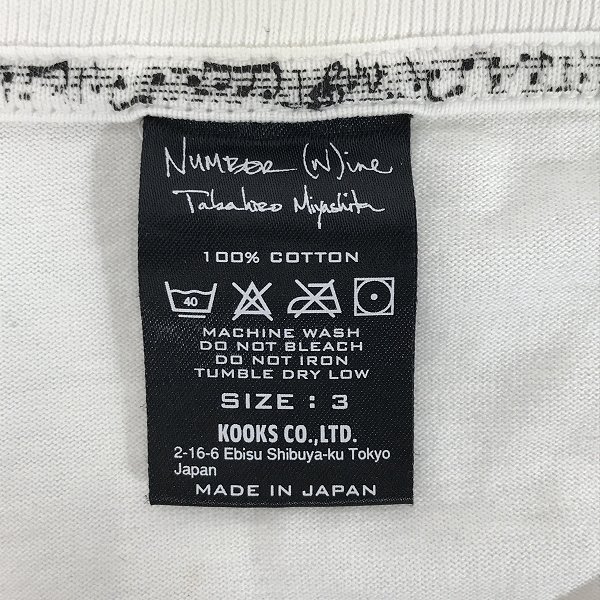 NUMBER (N)ine
Takahiro Miyashita
100% COTTON
40
MACHINE WASH
DO NOT BLEACH
DO NOT IRON
TUMBLE DRY LOW
SIZE : 3
KOOKS CO.,LTD.
2-16-6 Ebisu Shibuya-ku Tokyo
Japan
MADE IN JAPAN